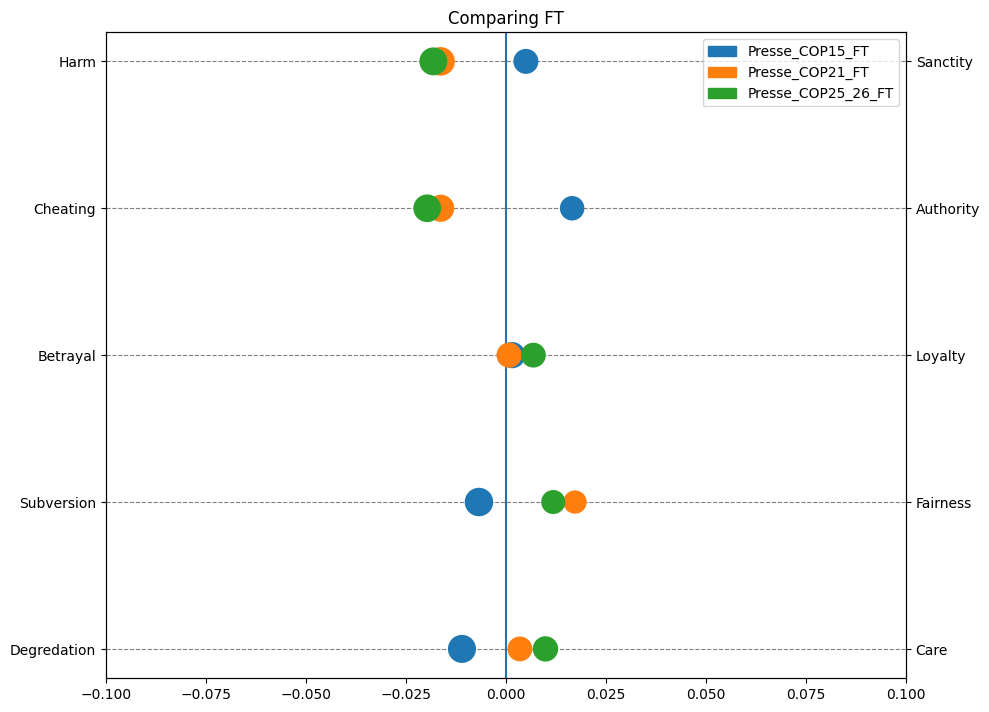 Comparing FT
Presse_COP15_FT
Presse_COP21_FT
Presse_COP25_26_FT
Harm
Sanctity
Cheating
Authority
Betrayal
Loyalty
Subversion
Fairness
Degredation
Care
−0.100 −0.075 −0.050 −0.025 0.000 0.025 0.050 0.075 0.100